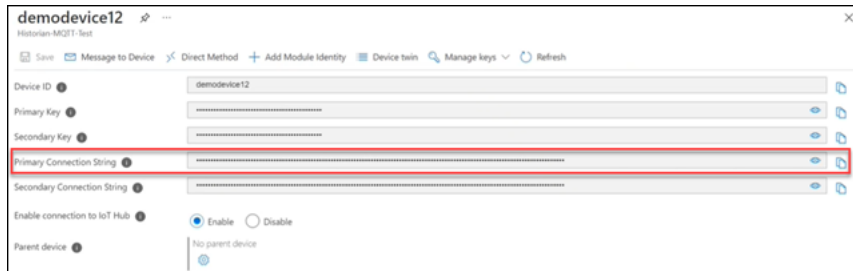 demodevice12
Historian-MQTT-Test
Save Message to Device Direct Method Add Module Identity Device twin Manage keys Refresh
Device ID demodevice12
Primary Key
Secondary Key
Primary Connection String
Secondary Connection String
Enable connection to IoT Hub Enable Disable
Parent device No parent device